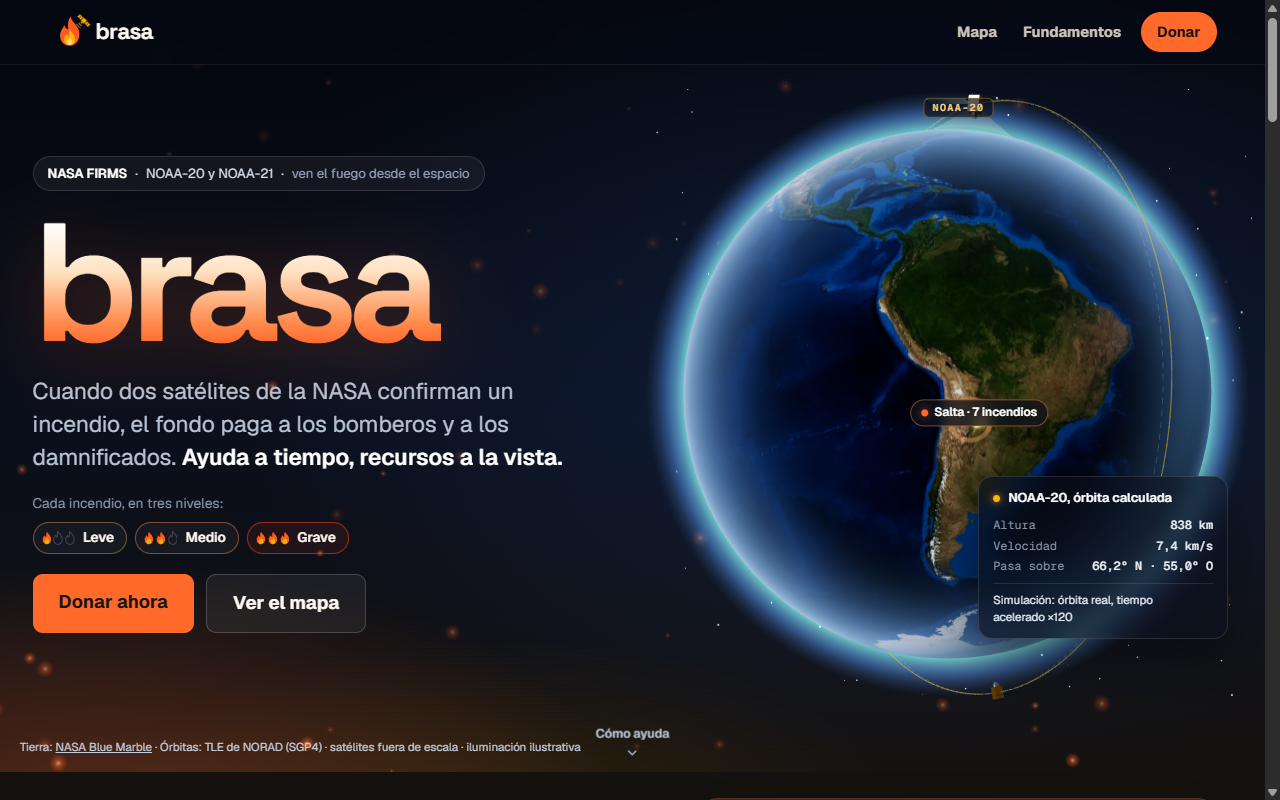 brasa
Mapa
Fundamentos
Donar
NASA FIRMS · NOAA-20 y NOAA-21 · ven el fuego desde el espacio
brasa
Cuando dos satélites de la NASA confirman un
incendio, el fondo paga a los bomberos y a los
damnificados. Ayuda a tiempo, recursos a la vista.
Cada incendio, en tres niveles:
Leve
Medio
Grave
Donar ahora
Ver el mapa
NOAA-20
Salta · 7 incendios
NOAA-20, órbita calculada
Altura 838 km
Velocidad 7,4 km/s
Pasa sobre 66,2° N · 55,0° O
Simulación: órbita real, tiempo
acelerado ×120
Cómo ayuda
Tierra: NASA Blue Marble · Órbitas: TLE de NORAD (SGP4) · satélites fuera de escala · iluminación ilustrativa